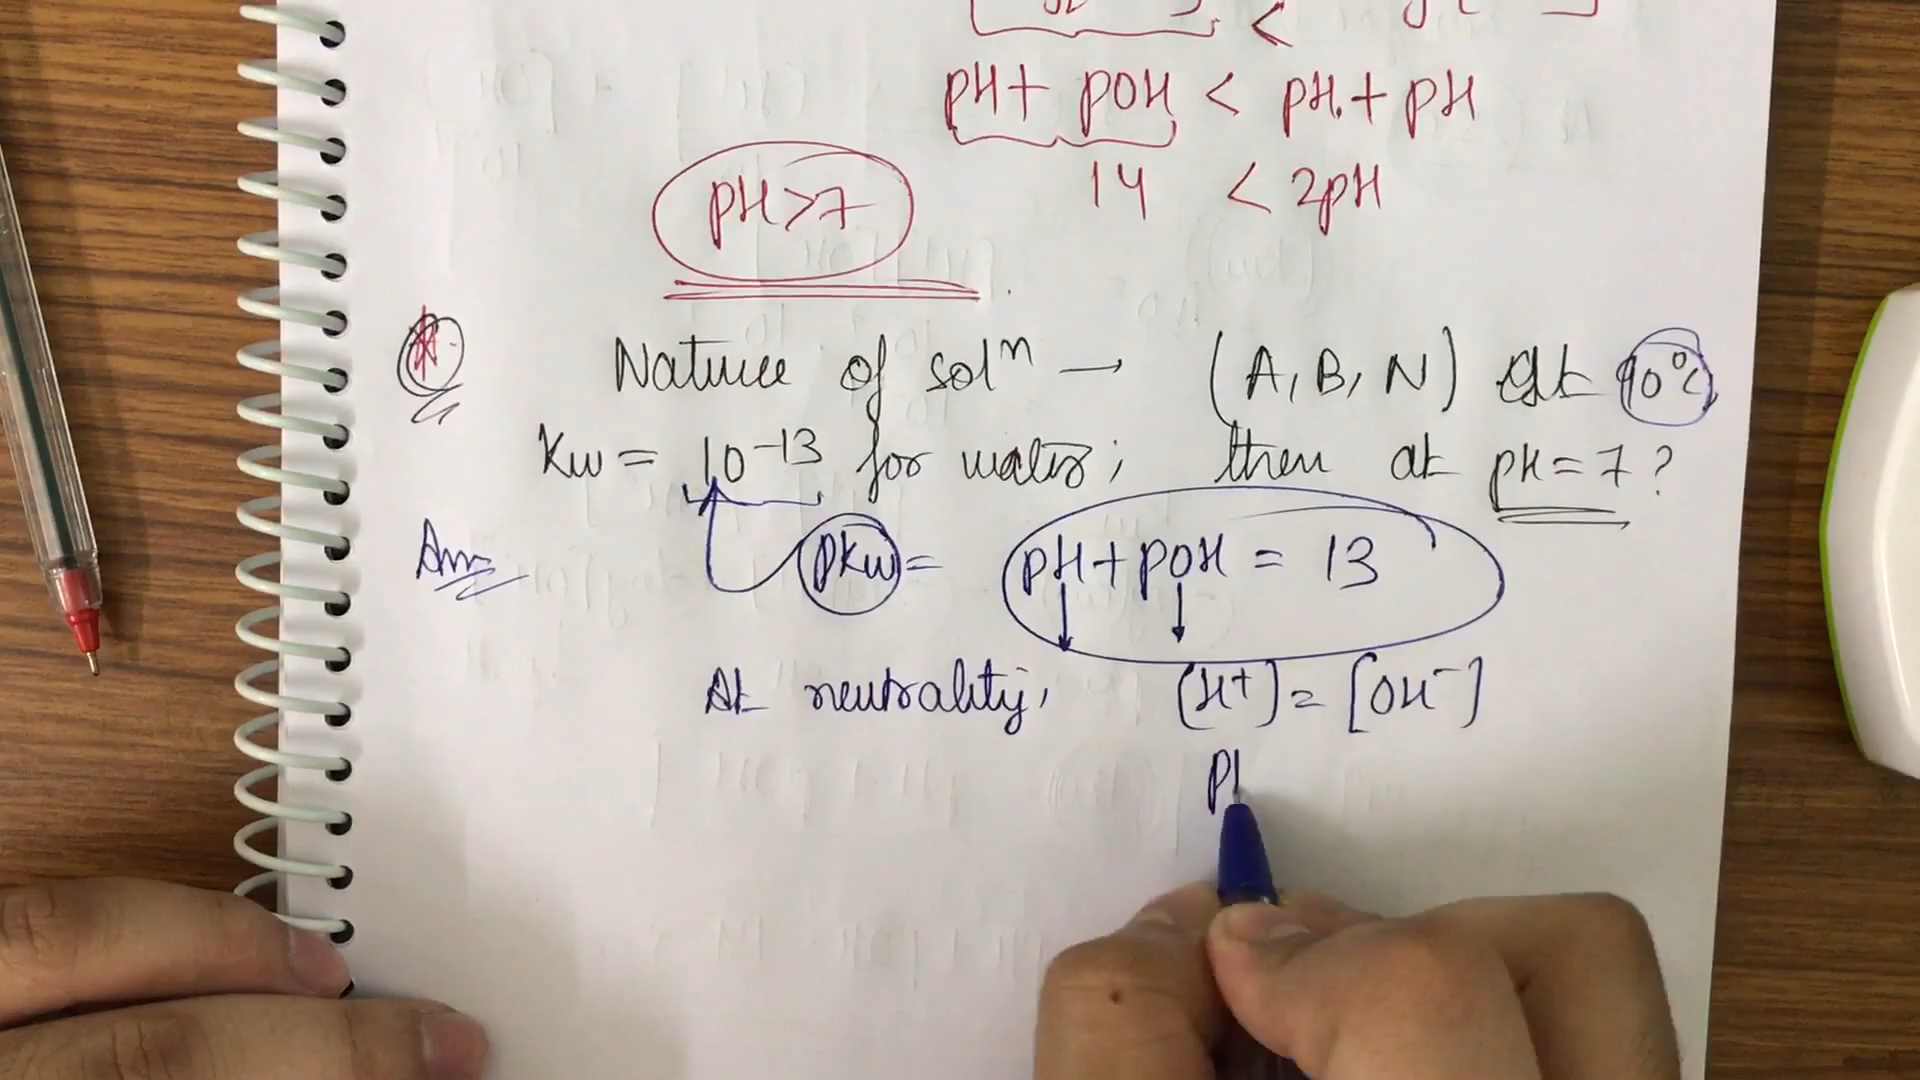 <
pH + pOH < pH + pH
14 < 2pH
pH > 7
Nature of solⁿ → (A, B, N) at 90°C
Kw = 10⁻¹³ for water; then at pH = 7?
Ans pKw = pH + pOH = 13
At neutrality, [H⁺] = [OH⁻]